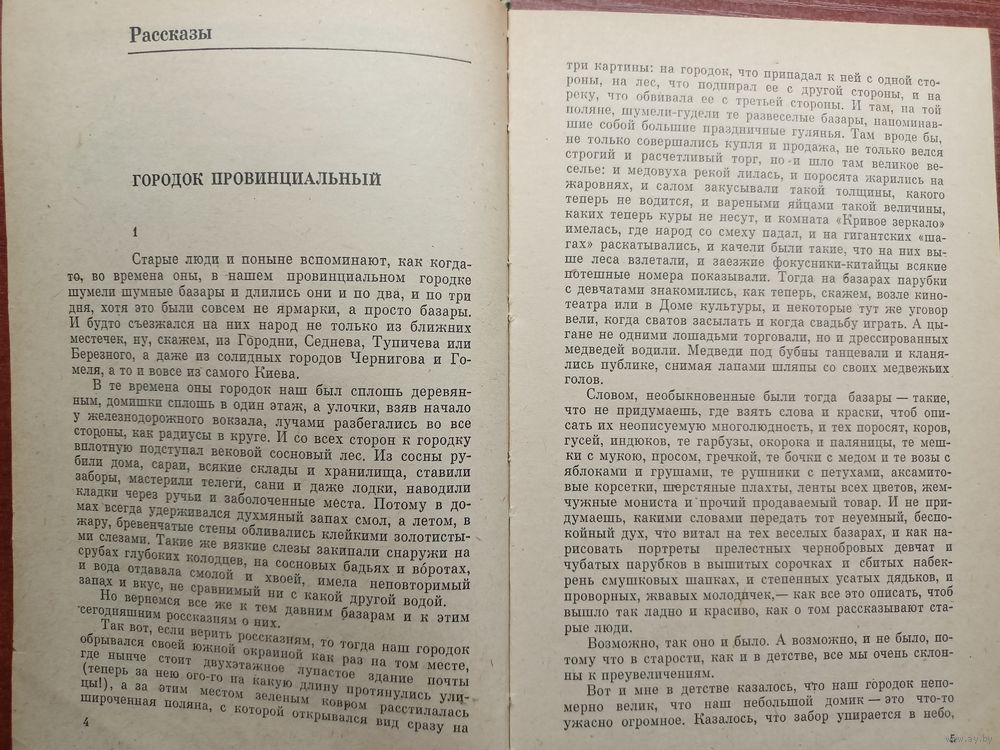 Рассказы
ГОРОДОК ПРОВИНЦИАЛЬНЫЙ
1
Старые люди и поныне вспоминают, как когда-
то, во времена оны, в нашем провинциальном городке
шумели шумные базары и длились они и по два, и по три
дня, хотя это были совсем не ярмарки, а просто базары.
И будто съезжался на них народ не только из ближних
местечек, ну, скажем, из Городни, Седнева, Тупичева или
Березного, а даже из солидных городов Чернигова и Го-
меля, а то и вовсе из самого Киева.
В те времена оны городок наш был сплошь деревян-
ным, домишки сплошь в один этаж, а улочки, взяв начало
у железнодорожного вокзала, лучами разбегались во все
стороны, как радиусы в круге. И со всех сторон к городку
вплотную подступал вековой сосновый лес. Из сосны ру-
били дома, сараи, всякие склады и хранилища, ставили
заборы, мастерили телеги, сани и даже лодки, наводили
кладки через ручьи и заболоченные места. Потому в до-
мах всегда удерживался духмяный запах смол, а летом, в
жару, бревенчатые стены обливались клейкими золотисты-
ми слезами. Такие же вязкие слезы закипали снаружи на
срубах глубоких колодцев, на сосновых бадьях и воротах,
и вода отдавала смолой и хвоей, имела неповторимый
запах и вкус, не сравнимый ни с какой другой водой.
Но вернемся все же к тем давним базарам и к этим
сегодняшним россказням о них.
Так вот, если верить россказням, то тогда наш городок
обрывался своей южной окраиной как раз на том месте,
где нынче стоит двухэтажное лупастое здание почты
(теперь за нею ого-го на какую длину протянулись ули-
цы!), а за этим местом зеленым ковром расстилалась
широченная поляна, с которой открывался вид сразу на
4
три картины: на городок, что припадал к ней с одной сто-
роны, на лес, что подпирал ее с другой стороны, и на
реку, что обвивала ее с третьей стороны. И там, на той
поляне, шумели-гудели те развеселые базары, напоминав-
шие собой большие праздничные гулянья. Там вроде бы,
не только совершались купля и продажа, не только велся
строгий и расчетливый торг, но и шло там великое ве-
селье: и медовуха рекой лилась, и поросята жарились на
жаровнях, и салом закусывали такой толщины, какого
теперь не водится, и вареными яйцами такой величины,
каких теперь куры не несут, и комната «Кривое зеркало»
имелась, где народ со смеху падал, и на гигантских «ша-
гах» раскатывались, и качели были такие, что на них вы-
ше леса взлетали, и заезжие фокусники-китайцы всякие
потешные номера показывали. Тогда на базарах парубки
с девчатами знакомились, как теперь, скажем, возле кино-
театра или в Доме культуры, и некоторые тут же уговор
вели, когда сватов засылать и когда свадьбу играть. А цы-
гане не одними лошадьми торговали, но и дрессированных
медведей водили. Медведи под бубны танцевали и кланя-
лись публике, снимая лапами шляпы со своих медвежьих
голов.
Словом, необыкновенные были тогда базары — такие,
что не придумаешь, где взять слова и краски, чтоб опи-
сать их неописуемую многолюдность, и тех поросят, коров,
гусей, индюков, те гарбузы, окорока и паляницы, те меш-
ки с мукою, просом, гречкой, те бочки с медом и те возы с
яблоками и грушами, те рушники с петухами, аксамито-
вые корсетки, шерстяные плахты, ленты всех цветов, жем-
чужные мониста и прочий продаваемый товар. И не при-
думаешь, какими словами передать тот неуемный, беспо-
койный дух, что витал на тех веселых базарах, и как на-
рисовать портреты прелестных чернобровых девчат и
чубатых парубков в вышитых сорочках и сбитых набек-
рень смушковых шапках, и степенных усатых дядьков, и
проворных, жвавых молодичек,— как все это описать, чтоб
вышло так ладно и красиво, как о том рассказывают ста-
рые люди.
Возможно, так оно и было. А возможно, и не было, по-
тому что в старости, как и в детстве, все мы очень склон-
ны к преувеличениям.
Вот и мне в детстве казалось, что наш городок непо-
мерно велик, что наш небольшой домик — это что-то
ужасно огромное. Казалось, что забор упирается в небо,
5
www.ay.by